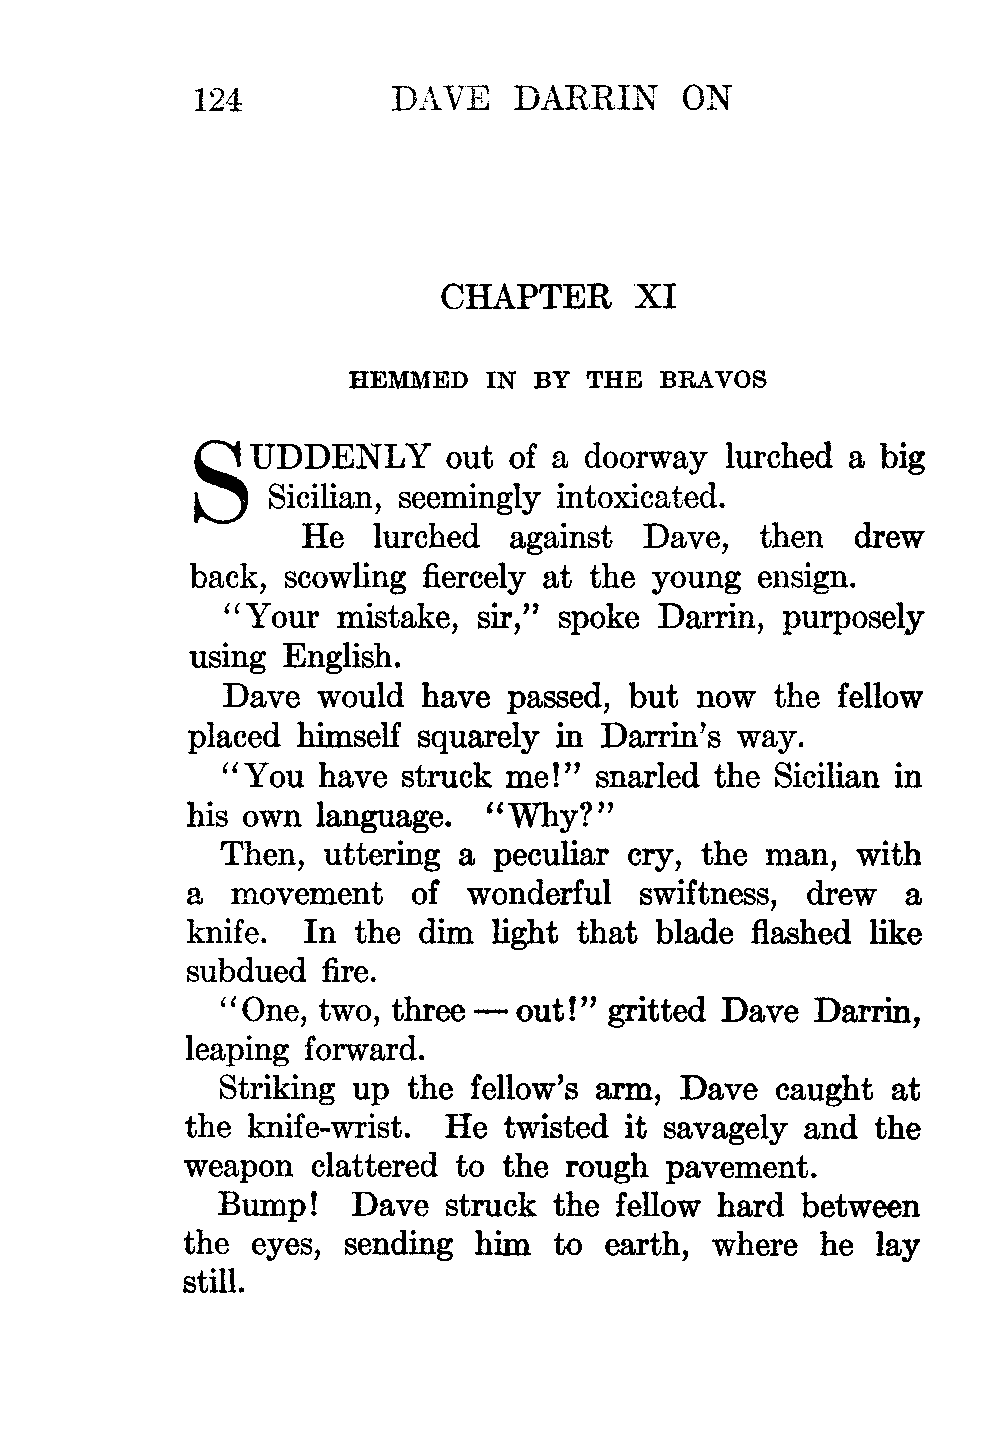 124 DAVE DARRIN ON
CHAPTER XI
HEMMED IN BY THE BRAVOS
SUDDENLY out of a doorway lurched a big
Sicilian, seemingly intoxicated.
He lurched against Dave, then drew
back, scowling fiercely at the young ensign.
“Your mistake, sir,” spoke Darrin, purposely
using English.
Dave would have passed, but now the fellow
placed himself squarely in Darrin’s way.
“You have struck me!” snarled the Sicilian in
his own language. “Why?”
Then, uttering a peculiar cry, the man, with
a movement of wonderful swiftness, drew a
knife. In the dim light that blade flashed like
subdued fire.
“One, two, three — out!” gritted Dave Darrin,
leaping forward.
Striking up the fellow’s arm, Dave caught at
the knife-wrist. He twisted it savagely and the
weapon clattered to the rough pavement.
Bump! Dave struck the fellow hard between
the eyes, sending him to earth, where he lay
still.